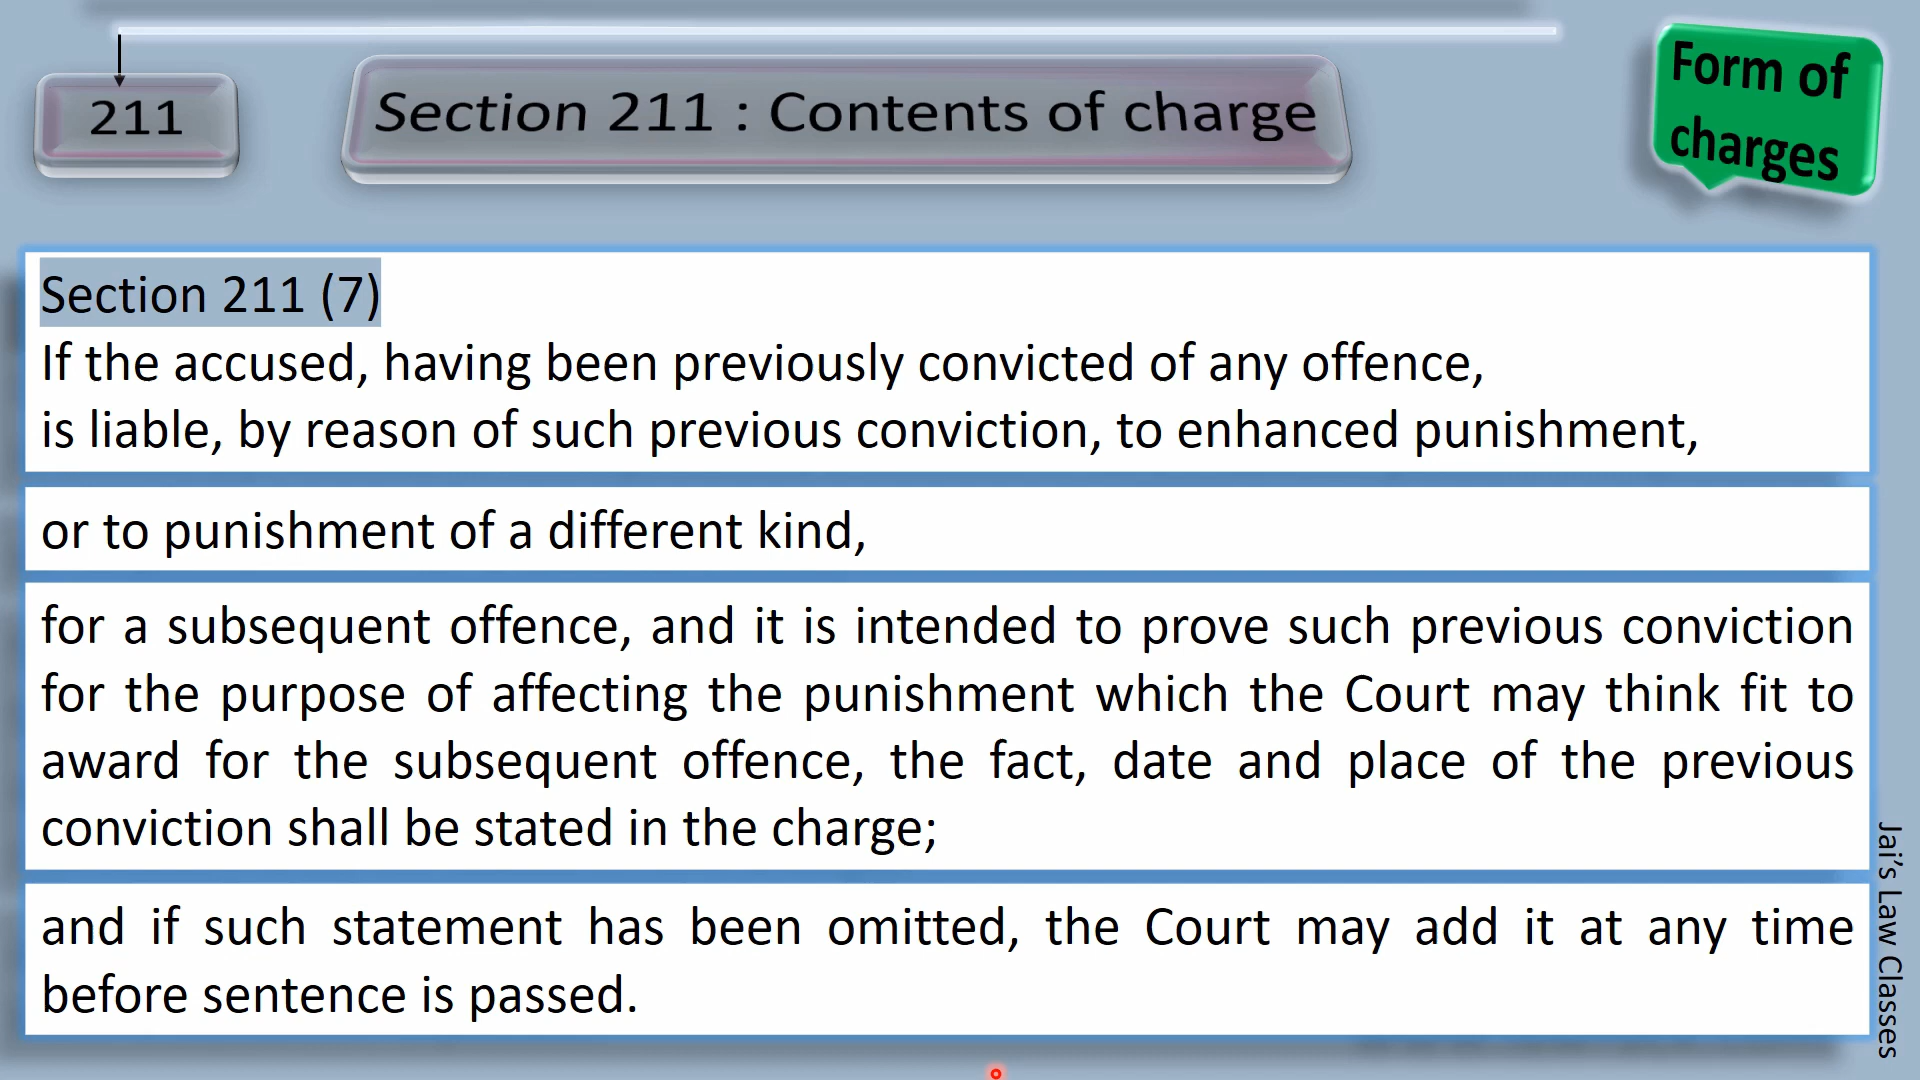 211
Section 211 : Contents of charge
Form of
charges
Section 211 (7)
If the accused, having been previously convicted of any offence,
is liable, by reason of such previous conviction, to enhanced punishment,
or to punishment of a different kind,
for a subsequent offence, and it is intended to prove such previous conviction
for the purpose of affecting the punishment which the Court may think fit to
award for the subsequent offence, the fact, date and place of the previous
conviction shall be stated in the charge;
and if such statement has been omitted, the Court may add it at any time
before sentence is passed.
Jai's Law Classes